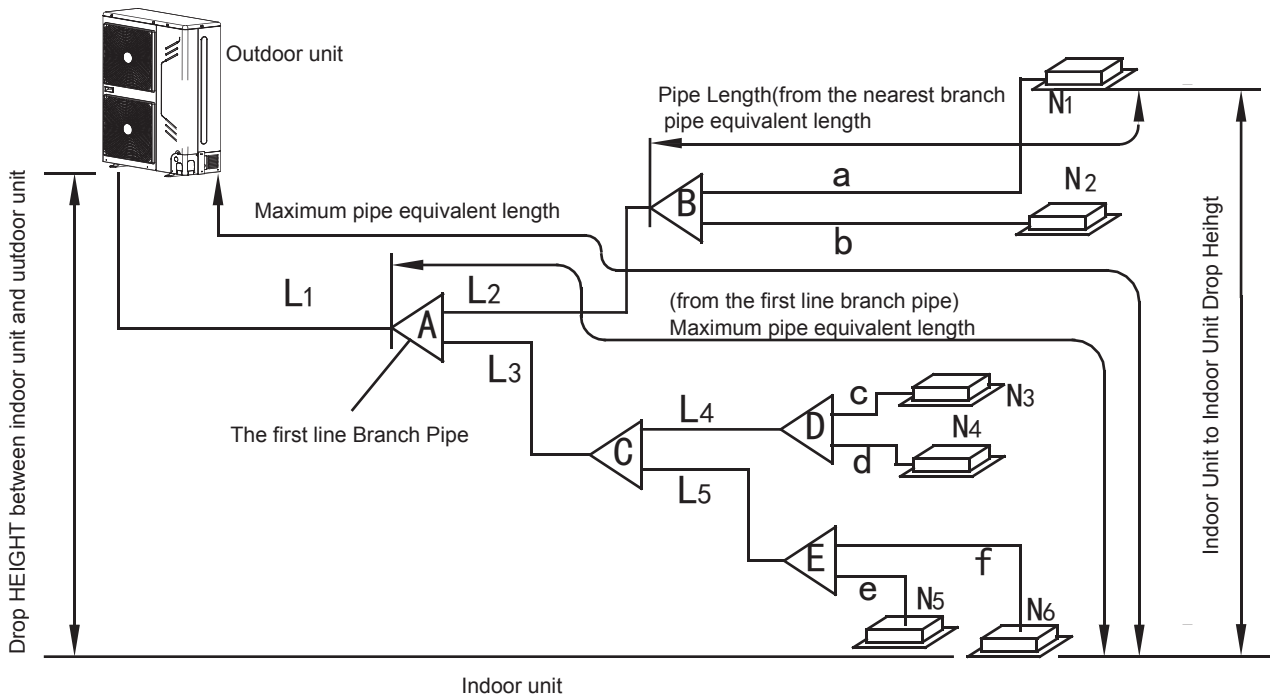 Outdoor unit
Pipe Length(from the nearest branch
pipe equivalent length
N1
a
N2
B
b
Maximum pipe equivalent length
L1
L2
A
(from the first line branch pipe)
Maximum pipe equivalent length
L3
The first line Branch Pipe
c
N3
L4
D
N4
C
d
L5
E
f
e
N5
N6
Indoor unit
Drop HEIGHT between indoor unit and uutdoor unit
Indoor Unit to Indoor Unit Drop Heihgt